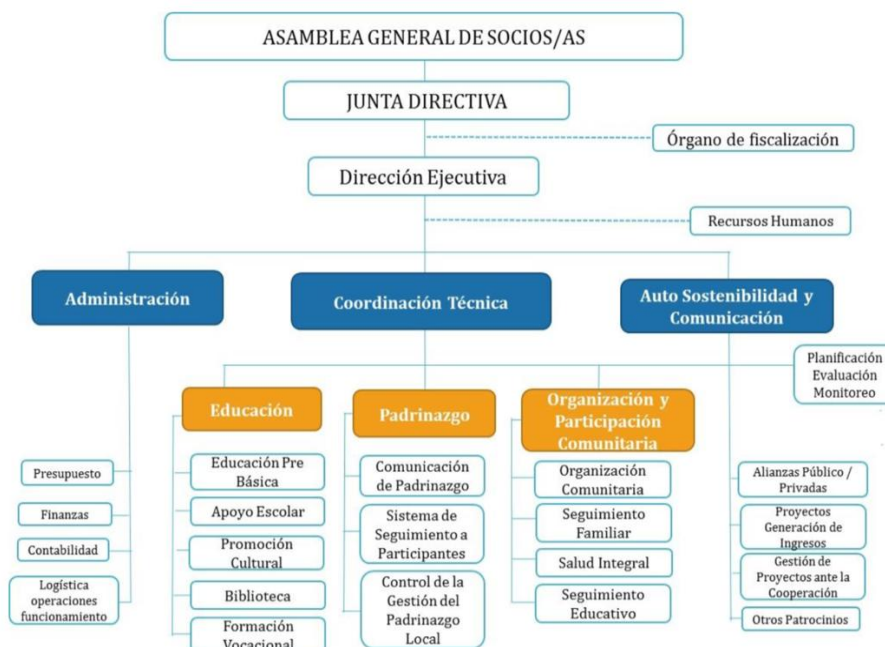 ASAMBLEA GENERAL DE SOCIOS/AS
JUNTA DIRECTIVA
Órgano de fiscalización
Dirección Ejecutiva
Recursos Humanos
Administración
Coordinación Técnica
Auto Sostenibilidad y
Comunicación
Planificación
Evaluación
Monitoreo
Educación
Padrinazgo
Organización y
Participación
Comunitaria
Presupuesto
Finanzas
Contabilidad
Logística
operaciones
funcionamiento
Educación Pre
Básica
Apoyo Escolar
Promoción
Cultural
Biblioteca
Formación
Vocacional
Comunicación
de Padrinazgo
Sistema de
Seguimiento a
Participantes
Control de la
Gestión del
Padrinazgo
Local
Organización
Comunitaria
Seguimiento
Familiar
Salud Integral
Seguimiento
Educativo
Alianzas Público /
Privadas
Proyectos
Generación de
Ingresos
Gestión de
Proyectos ante la
Cooperación
Otros Patrocinios